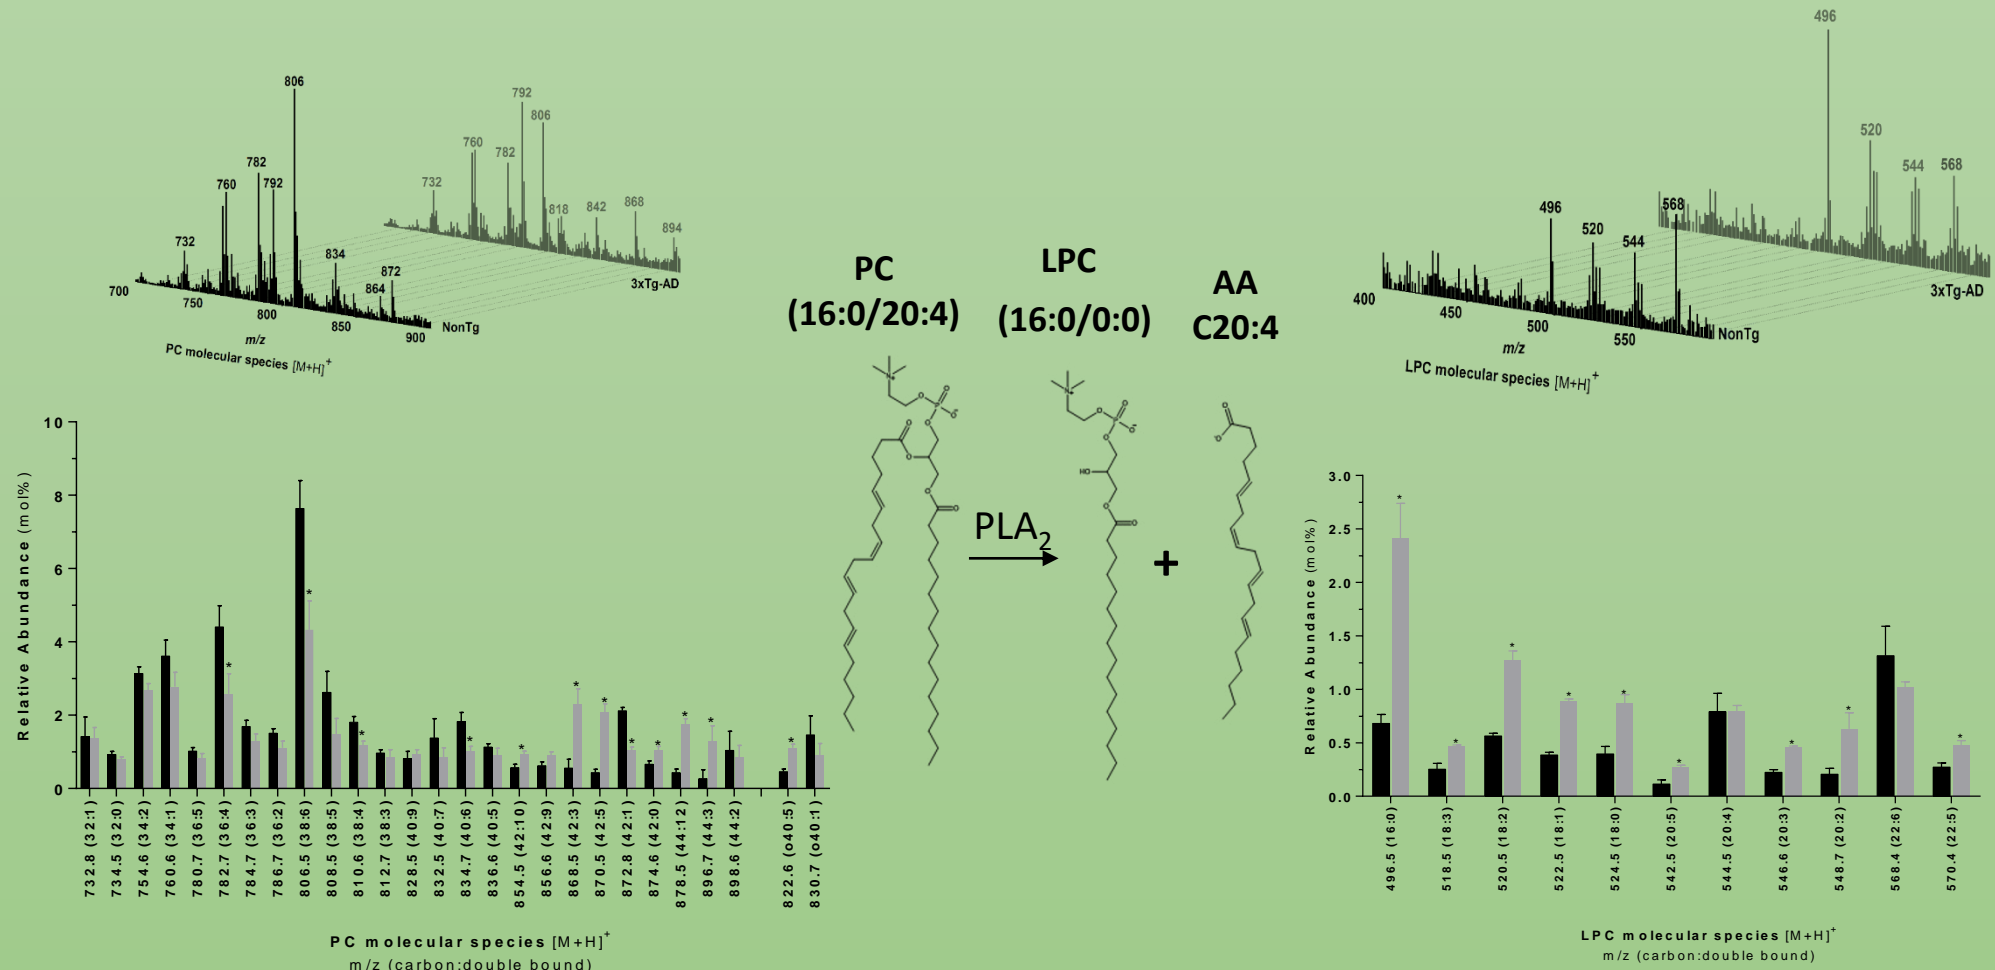 806
782
760
792
732
834
872
864
700
750
800
850
900
NonTg
m/z
PC molecular species [M+H]+
792
806
760
782
732
818
842
868
894
3xTg-AD
PC
(16:0/20:4)
LPC
(16:0/0:0)
AA
C20:4
PLA2
+
N+
O
P
O
O-
O
O
O
O
O
N+
O
P
O
O-
O
HO
O
O
O
O-
496
520
544
568
3xTg-AD
496
520
544
568
400
450
500
550
NonTg
m/z
LPC molecular species [M+H]+
Relative Abundance (mol%)
10
8
6
4
2
0
* * * * * * * * * * * * *
732.8 (32:1)
734.5 (32:0)
754.6 (34:2)
760.6 (34:1)
780.7 (36:5)
782.7 (36:4)
784.7 (36:3)
786.7 (36:2)
806.5 (38:6)
808.5 (38:5)
810.6 (38:4)
812.7 (38:3)
828.5 (40:9)
832.5 (40:7)
834.7 (40:6)
836.6 (40:5)
854.5 (42:10)
856.6 (42:9)
868.5 (42:3)
870.5 (42:5)
872.8 (42:1)
874.6 (42:0)
878.5 (44:12)
896.7 (44:3)
898.6 (44:2)
822.6 (o40:5)
830.7 (o40:1)
PC molecular species [M+H]+
m/z (carbon:double bound)
Relative Abundance (mol%)
3.0
2.5
2.0
1.5
1.0
0.5
0.0
* * * * * * * * *
496.5 (16:0)
518.5 (18:3)
520.5 (18:2)
522.5 (18:1)
524.5 (18:0)
542.5 (20:5)
544.5 (20:4)
546.6 (20:3)
548.7 (20:2)
568.4 (22:6)
570.4 (22:5)
LPC molecular species [M+H]+
m/z (carbon:double bound)